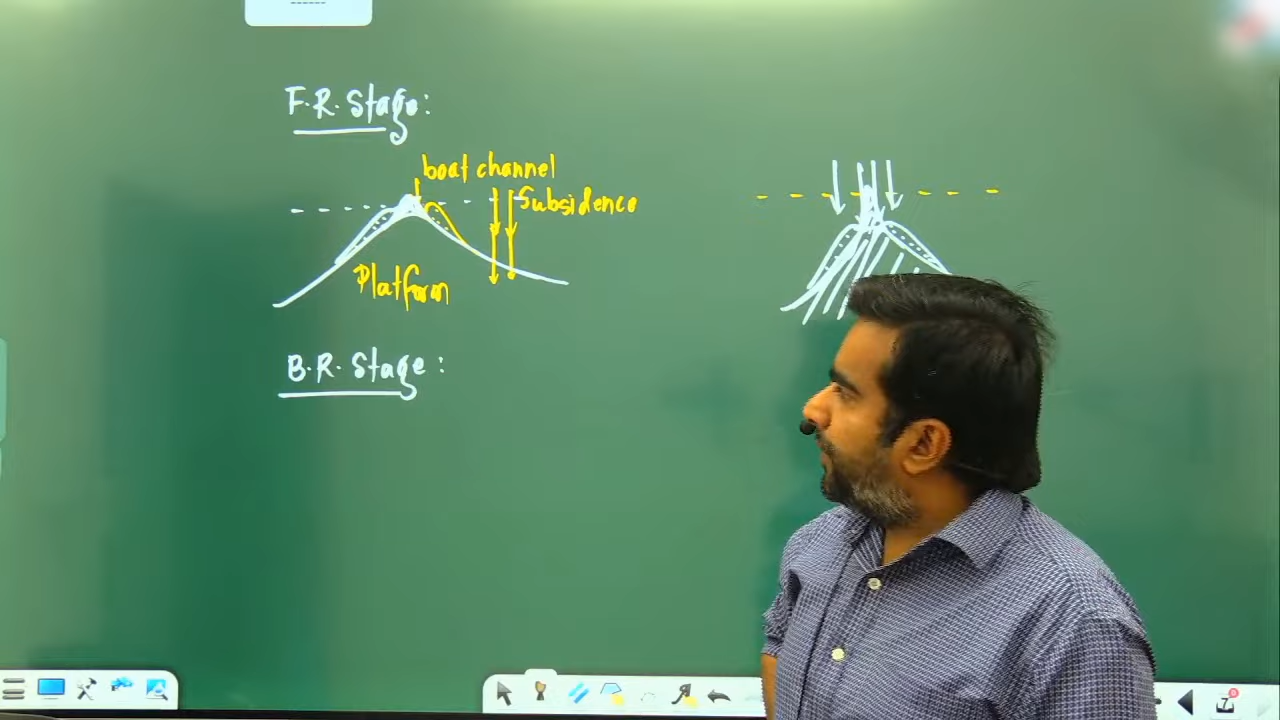 F.R. Stage:
boat channel
Subsidence
Platform
B.R. Stage: